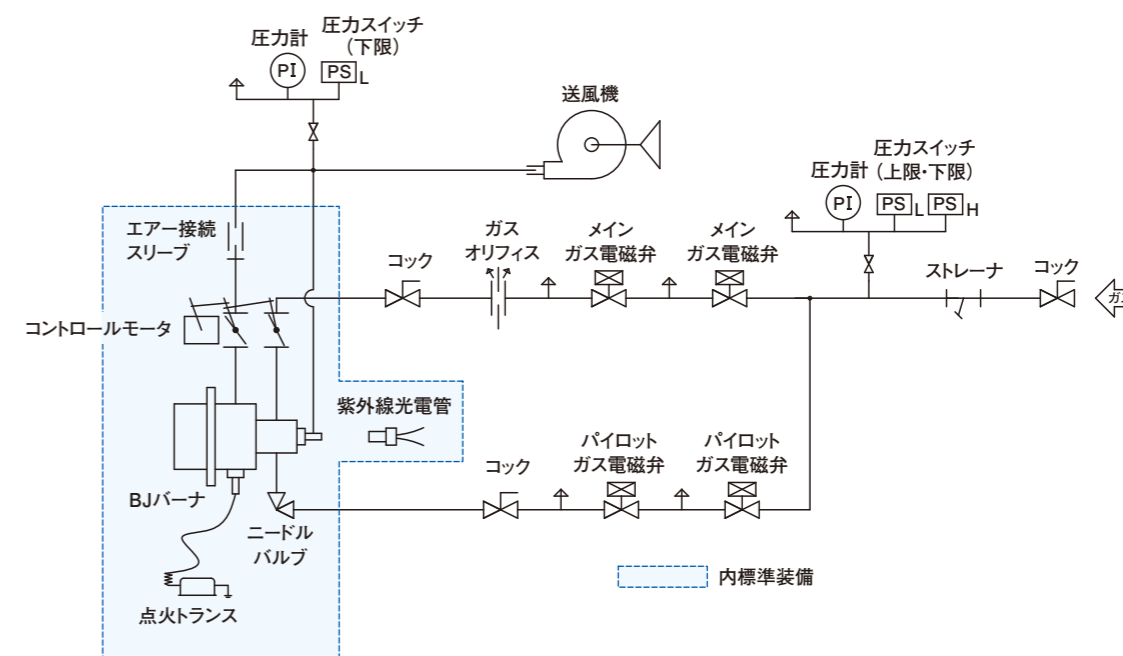 圧力計
圧力スイッチ
(下限)
PI
PS L
送風機
圧力スイッチ
圧力計 (上限・下限)
PI
PS L
PS H
エアー接続
スリーブ
コック
ガス
オリフィス
メイン
ガス電磁弁
メイン
ガス電磁弁
ストレーナ
コック
コントロールモータ
紫外線光電管
BJバーナ
ニードル
バルブ
コック
パイロット
ガス電磁弁
パイロット
ガス電磁弁
点火トランス
内標準装備